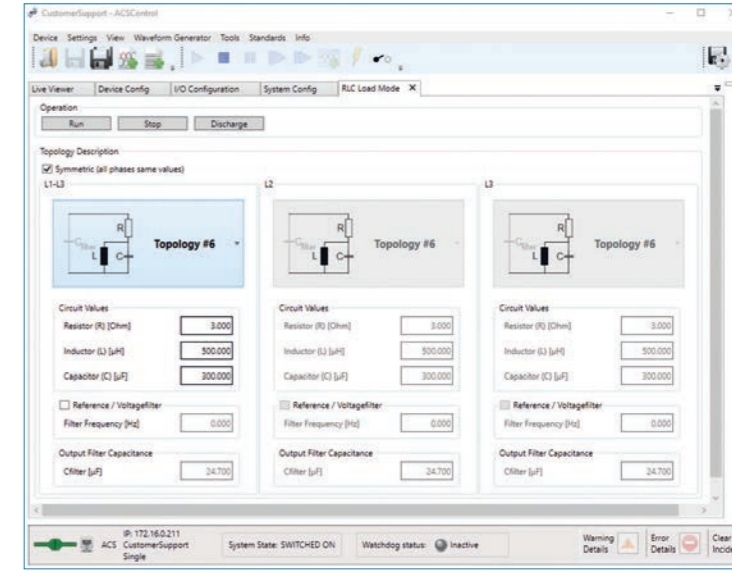 CustomerSupport - ACSControl
Device Settings View Waveform Generator Tools Standards Info
Live Viewer Device Config I/O Configuration System Config RLC Load Mode X
Operation
Run Stop Discharge
Topology Description
Symmetric (all phases same values)
L1-L3 L2 L3
R R R
Cfilter Cfilter Cfilter
L C L C L C
Topology #6 Topology #6 Topology #6
Circuit Values Circuit Values Circuit Values
Resistor (R) [Ohm] 3.000 Resistor (R) [Ohm] 3.000 Resistor (R) [Ohm] 3.000
Inductor (L) [µH] 500.000 Inductor (L) [µH] 500.000 Inductor (L) [µH] 500.000
Capacitor (C) [µF] 300.000 Capacitor (C) [µF] 300.000 Capacitor (C) [µF] 300.000
Reference / Voltagefilter Reference / Voltagefilter Reference / Voltagefilter
Filter Frequency [Hz] 0.000 Filter Frequency [Hz] 0.000 Filter Frequency [Hz] 0.000
Output Filter Capacitance Output Filter Capacitance Output Filter Capacitance
Cfilter [µF] 24.700 Cfilter [µF] 24.700 Cfilter [µF] 24.700
IP: 172.16.0.211
ACS CustomerSupport System State: SWITCHED ON Watchdog status: Inactive
Single
Warning Error Clear
Details Details Incide